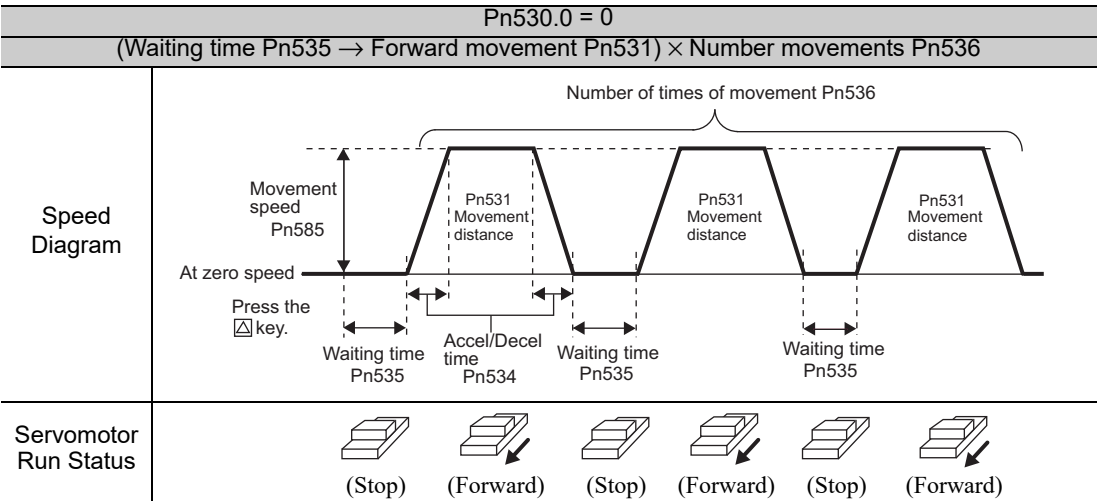 Pn530.0 = 0
(Waiting time Pn535 → Forward movement Pn531) × Number movements Pn536
Speed
Diagram
Number of times of movement Pn536
Movement
speed
Pn585
Pn531
Movement
distance
Pn531
Movement
distance
Pn531
Movement
distance
At zero speed
Press the
△ key.
Waiting time
Pn535
Accel/Decel
time
Pn534
Waiting time
Pn535
Waiting time
Pn535
Servomotor
Run Status
(Stop) (Forward) (Stop) (Forward) (Stop) (Forward)